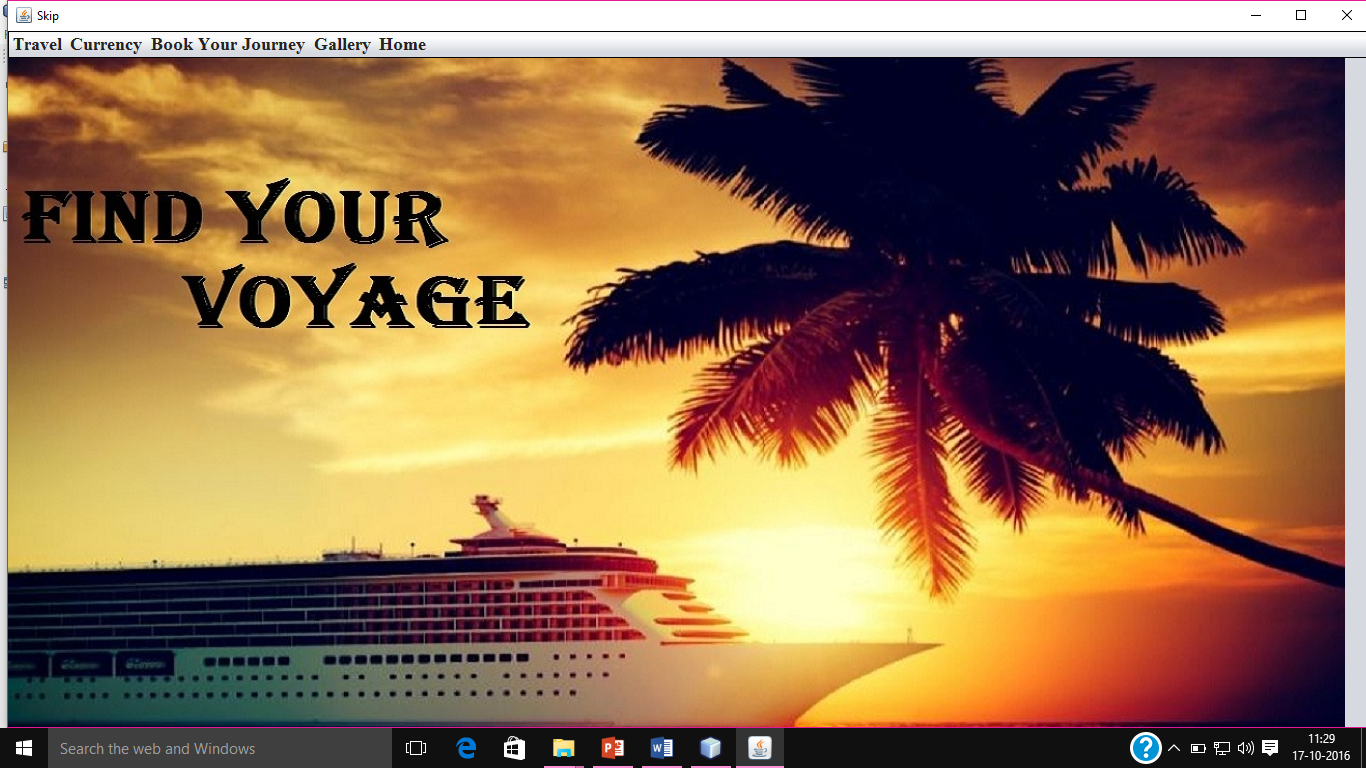 Skip
Travel Currency Book Your Journey Gallery Home
FIND YOUR
VOYAGE
Search the web and Windows
11:29
17-10-2016